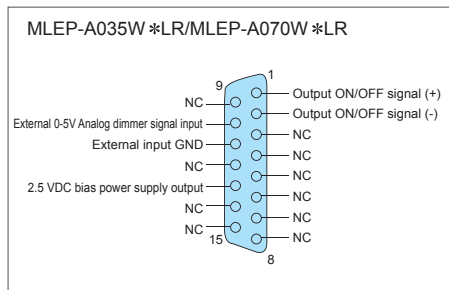 MLEP-A035W＊LR/MLEP-A070W＊LR
9
1
NC
Output ON/OFF signal (+)
External 0-5V Analog dimmer signal input
Output ON/OFF signal (-)
External input GND
NC
NC
NC
2.5 VDC bias power supply output
NC
NC
NC
NC
NC
15
NC
8